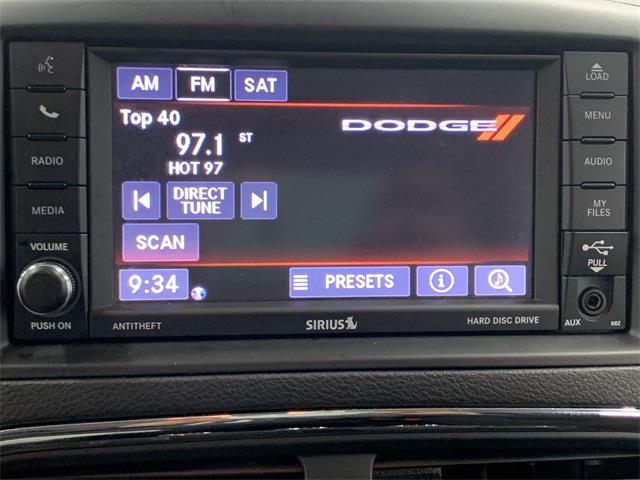 AM FM SAT
Top 40
97.1 ST
HOT 97
DIRECT
TUNE
SCAN
9:34 PRESETS
DODGE
RADIO
MEDIA
VOLUME
PUSH ON
LOAD
MENU
AUDIO
MY
FILES
PULL
AUX RBZ
ANTITHEFT
SIRIUS
HARD DISC DRIVE